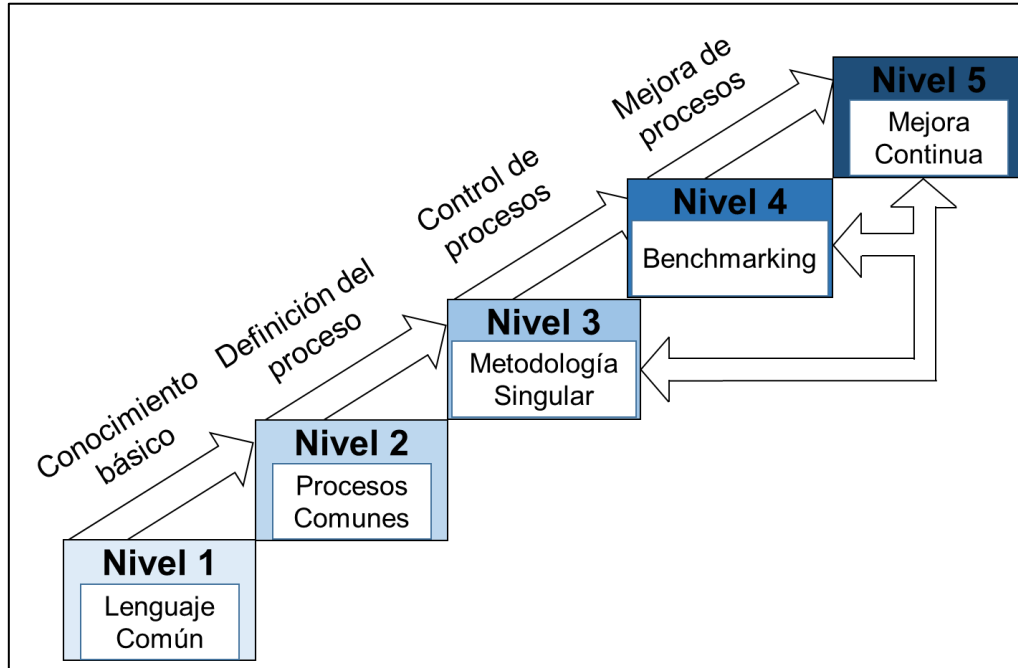 Mejora de
procesos
Nivel 5
Mejora
Continua
Control de
procesos
Nivel 4
Benchmarking
Definición del
proceso
Nivel 3
Metodología
Singular
Conocimiento
básico
Nivel 2
Procesos
Comunes
Nivel 1
Lenguaje
Común